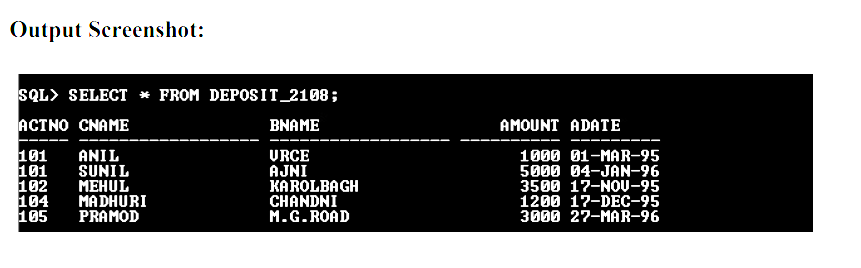 Output Screenshot:
SQL> SELECT * FROM DEPOSIT_2108;
ACTNO CNAME BNAME AMOUNT ADATE
----- ------------------ ------------------ ---------- ---------
101 ANIL VRCE 1000 01-MAR-95
101 SUNIL AJNI 5000 04-JAN-96
102 MEHUL KAROLBAGH 3500 17-NOV-95
104 MADHURI CHANDNI 1200 17-DEC-95
105 PRAMOD M.G.ROAD 3000 27-MAR-96